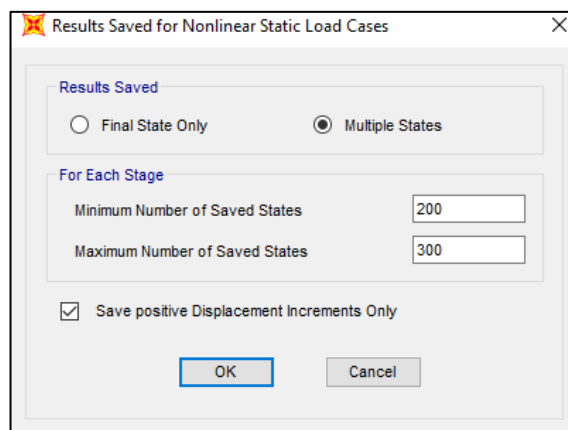 Results Saved for Nonlinear Static Load Cases
Results Saved
Final State Only Multiple States
For Each Stage
Minimum Number of Saved States 200
Maximum Number of Saved States 300
Save positive Displacement Increments Only
OK Cancel